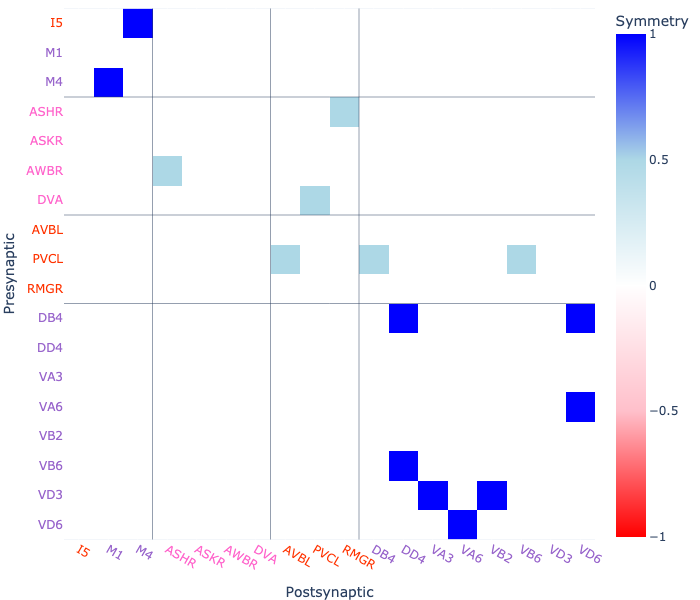 Symmetry
1
0.5
0
−0.5
−1
Presynaptic
I5
M1
M4
ASHR
ASKR
AWBR
DVA
AVBL
PVCL
RMGR
DB4
DD4
VA3
VA6
VB2
VB6
VD3
VD6
I5
M1
M4
ASHR
ASKR
AWBR
DVA
AVBL
PVCL
RMGR
DB4
DD4
VA3
VA6
VB2
VB6
VD3
VD6
Postsynaptic